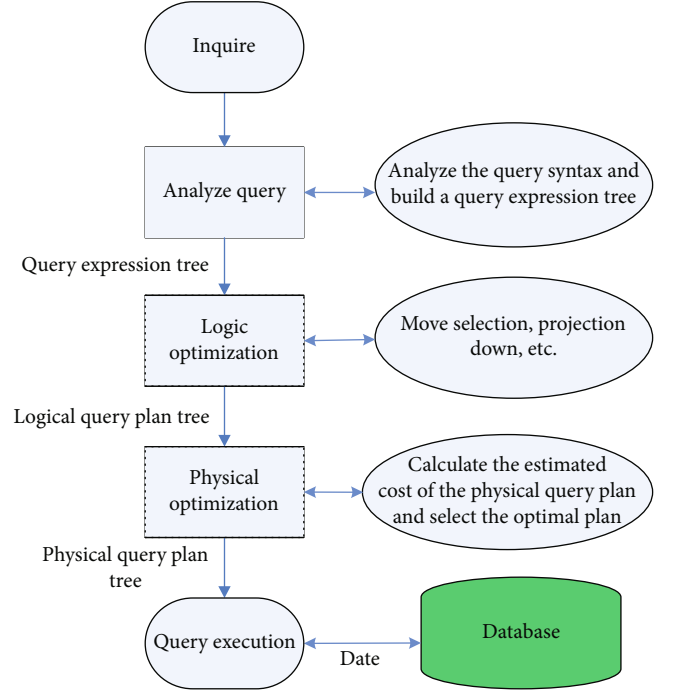 Inquire
Analyze query
Analyze the query syntax and
build a query expression tree
Query expression tree
Logic
optimization
Move selection, projection
down, etc.
Logical query plan tree
Physical
optimization
Calculate the estimated
cost of the physical query plan
and select the optimal plan
Physical query plan
tree
Query execution
Date
Database